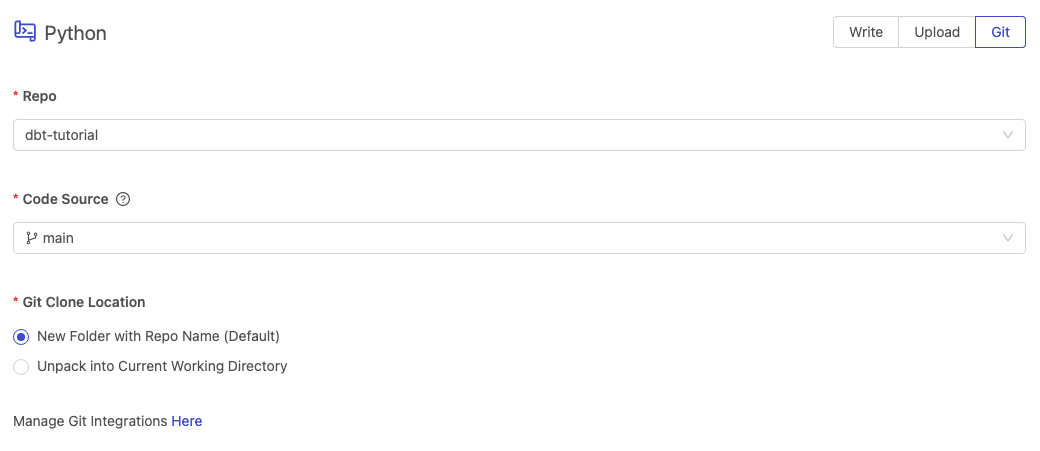 Python
Write Upload Git
* Repo
dbt-tutorial
* Code Source ?
main
* Git Clone Location
New Folder with Repo Name (Default)
Unpack into Current Working Directory
Manage Git Integrations Here